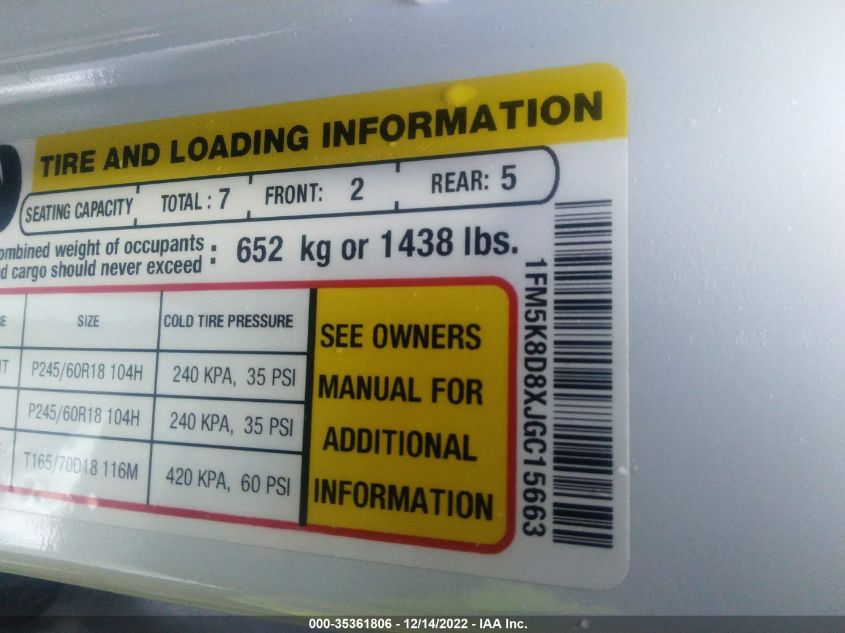 TIRE AND LOADING INFORMATION
SEATING CAPACITY TOTAL : 7 FRONT: 2 REAR: 5
weight of occupants
cargo should never exceed : 652 kg or 1438 lbs.
SIZE COLD TIRE PRESSURE
P245/60R18 104H 240 KPA, 35 PSI
P245/60R18 104H 240 KPA, 35 PSI
T165/70D18 116M 420 KPA, 60 PSI
SEE OWNERS
MANUAL FOR
ADDITIONAL
INFORMATION
1FM5K8D8XJGC15663
000-35361806 - 12/14/2022 - IAA Inc.